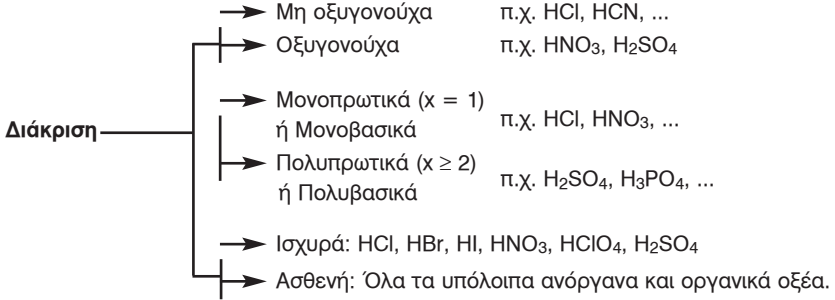 Μη οξυγονούχα π.χ. HCl, HCN, ...
Οξυγονούχα π.χ. HNO₃, H₂SO₄
Διάκριση
Μονοπρωτικά (x = 1)
ή Μονοβασικά
π.χ. HCl, HNO₃, ...
Πολυπρωτικά (x ≥ 2)
ή Πολυβασικά
π.χ. H₂SO₄, H₃PO₄, ...
Ισχυρά: HCl, HBr, HI, HNO₃, HClO₄, H₂SO₄
Ασθενή: Όλα τα υπόλοιπα ανόργανα και οργανικά οξέα.